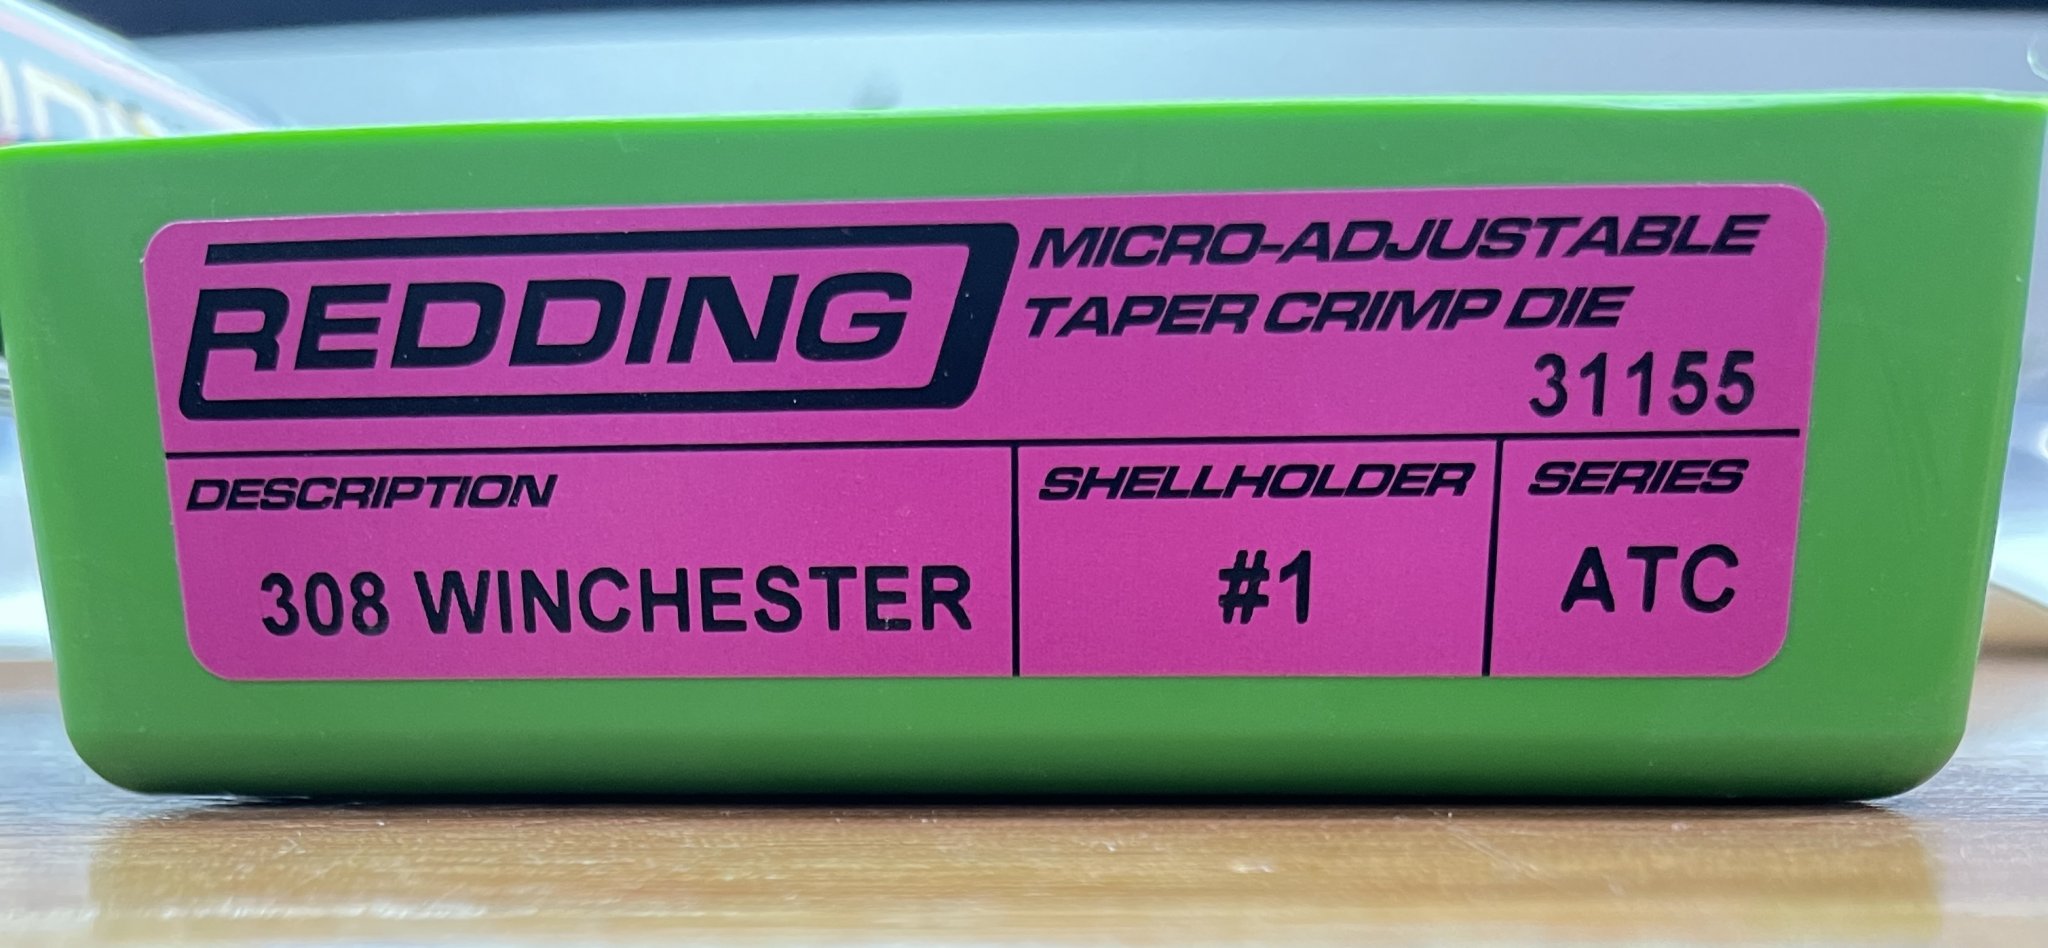 REDDING
MICRO-ADJUSTABLE
TAPER CRIMP DIE
31155
DESCRIPTION
308 WINCHESTER
SHELLHOLDER
#1
SERIES
ATC